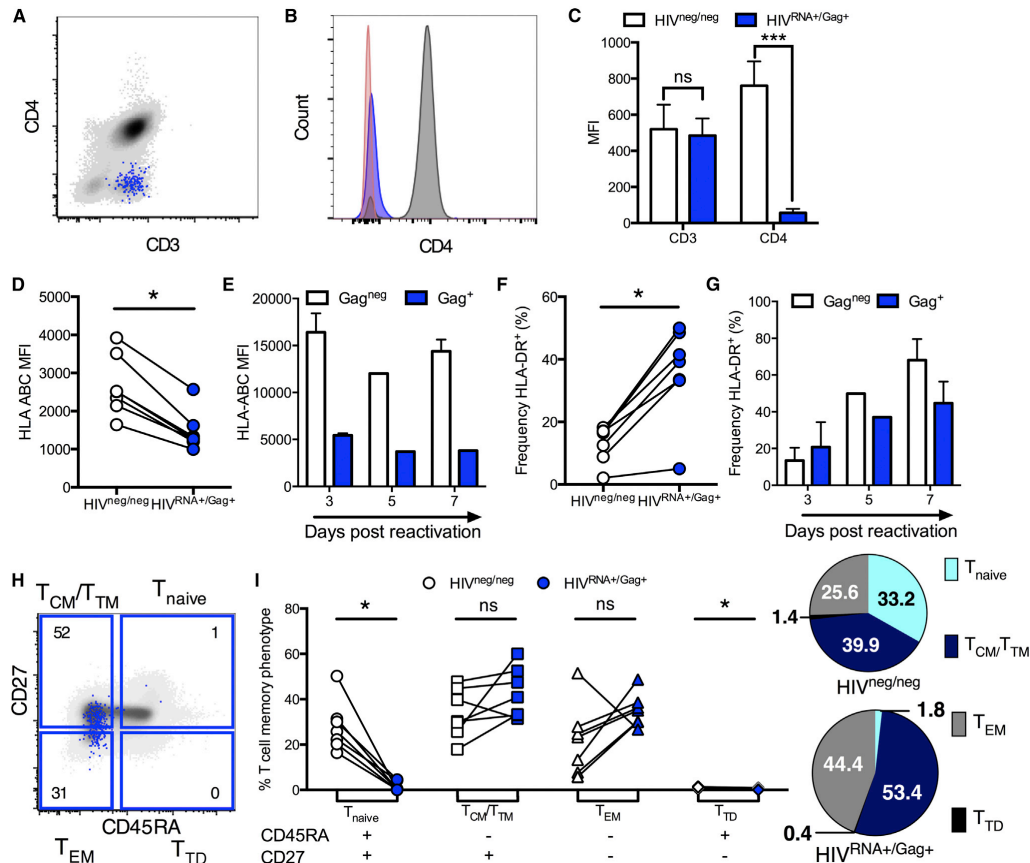 A
B
C
HIVneg/neg
HIVRNA+/Gag+
CD4
CD3
Count
CD4
1000
800
600
400
200
0
MFI
ns
***
CD3
CD4
D
5000
4000
3000
2000
1000
0
HLA ABC MFI
*
HIVneg/neg HIVRNA+/Gag+
E
Gagneg
Gag+
20000
15000
10000
5000
0
HLA-ABC MFI
3 5 7
Days post reactivation
F
60
40
20
0
Frequency HLA-DR+ (%)
*
HIVneg/neg HIVRNA+/Gag+
G
Gagneg
Gag+
100
80
60
40
20
0
Frequency HLA-DR+ (%)
3 5 7
Days post reactivation
H
TCM/TTM
Tnaive
52
1
31
0
CD27
CD45RA
TEM
TTD
I
HIVneg/neg
HIVRNA+/Gag+
80
60
40
20
0
% T cell memory phenotype
* ns ns *
Tnaive TCM/TTM TEM TTD
CD45RA + - - +
CD27 + + - -
25.6
33.2
1.4
39.9
HIVneg/neg
1.8
44.4
53.4
0.4
HIVRNA+/Gag+
Tnaive
TCM/TTM
TEM
TTD